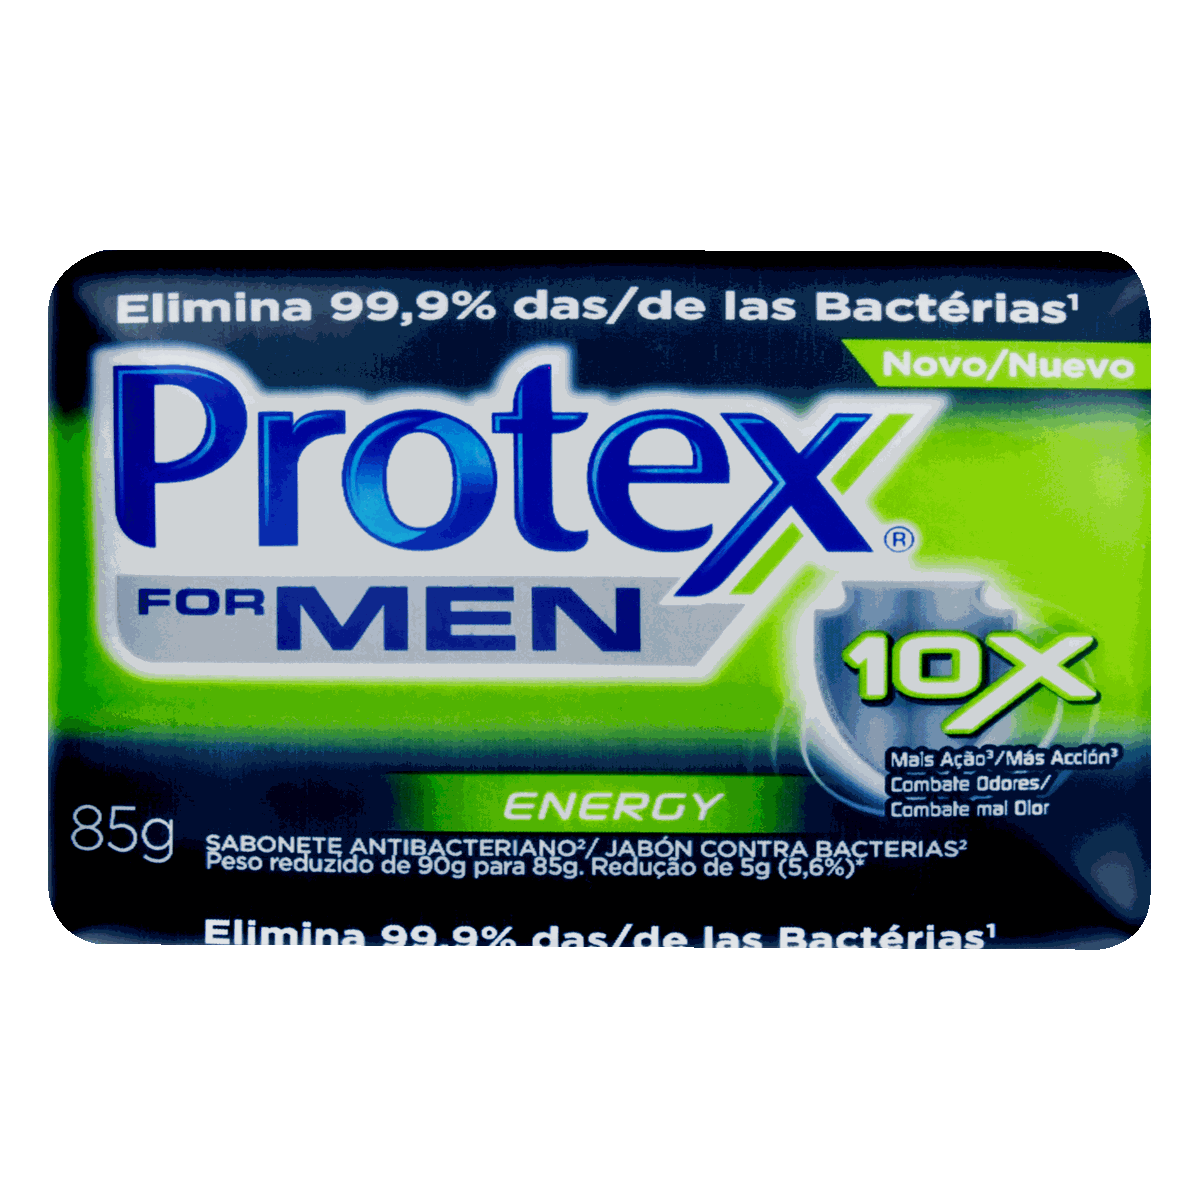 Elimina 99,9% das/de las Bactérias¹
Novo/Nuevo
Protex®
FOR MEN
10X
Mais Ação³/Más Acción³
Combate Odores/
Combate mal Olor
ENERGY
85g
SABONETE ANTIBACTERIANO²/ JABÓN CONTRA BACTERIAS²
Peso reduzido de 90g para 85g. Redução de 5g (5,6%)*
Elimina 99,9% das/de las Bactérias¹